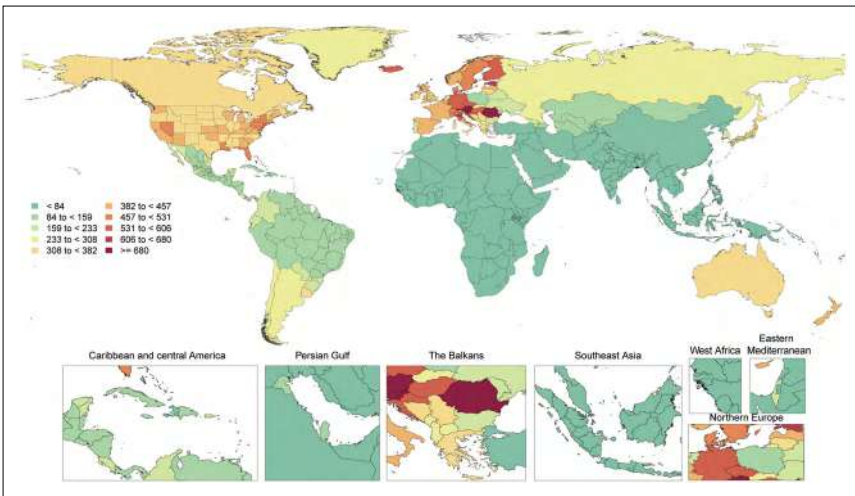 < 84
84 to < 159
159 to < 233
233 to < 308
308 to < 382
382 to < 457
457 to < 531
531 to < 606
606 to < 680
>= 680
Caribbean and central America
Persian Gulf
The Balkans
Southeast Asia
West Africa
Eastern
Mediterranean
Northern Europe